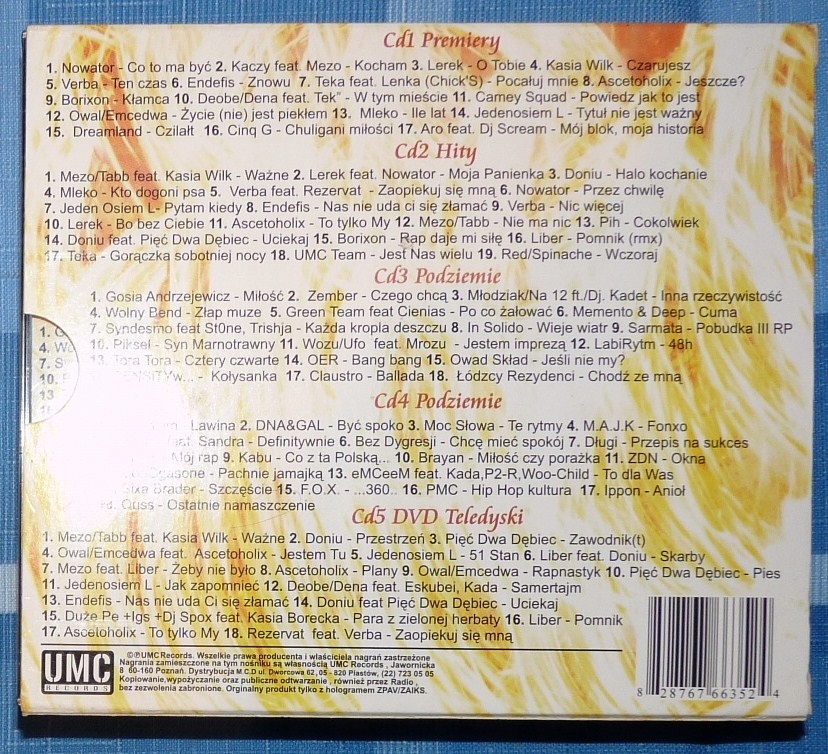 Cd1 Premiery
1. Nowator - Co to ma być 2. Kaczy feat. Mezo - Kocham 3. Lerek - O Tobie 4. Kasia Wilk - Czarujesz
5. Verba - Ten czas 6. Endefis - Znowu 7. Teka feat. Lenka (Chick'S) - Pocałuj mnie 8. Ascetoholix - Jeszcze?
9. Borixon - Kłamca 10. Deobe/Dena feat. Tek" - W tym mieście 11. Camey Squad - Powiedz jak to jest
12. Owal/Emcedwa - Życie (nie) jest piekłem 13. Mleko - Ile lat 14. Jedenosiem L - Tytuł nie jest ważny
15. Dreamland - Czilałt 16. Cinq G - Chuligani miłości 17. Aro feat. Dj Scream - Mój blok, moja historia
Cd2 Hity
1. Mezo/Tabb feat. Kasia Wilk - Ważne 2. Lerek feat. Nowator - Moja Panienka 3. Doniu - Halo kochanie
4. Mleko - Kto dogoni psa 5. Verba feat. Rezervat - Zaopiekuj się mną 6. Nowator - Przez chwilę
7. Jeden Osiem L- Pytam kiedy 8. Endefis - Nas nie uda ci się złamać 9. Verba - Nic więcej
10. Lerek - Bo bez Ciebie 11. Ascetoholix - To tylko My 12. Mezo/Tabb - Nie ma nic 13. Pih - Cokolwiek
14. Doniu feat. Pięć Dwa Dębiec - Uciekaj 15. Borixon - Rap daje mi siłę 16. Liber - Pomnik (rmx)
17. Teka - Gorączka sobotniej nocy 18. UMC Team - Jest Nas wielu 19. Red/Spinache - Wczoraj
Cd3 Podziemie
1. Gosia Andrzejewicz - Miłość 2. Zember - Czego chcą 3. Młodziak/Na 12 ft./Dj. Kadet - Inna rzeczywistość
4. Wolny Bend - Złap muze 5. Green Team feat Cienias - Po co żałować 6. Memento & Deep - Cuma
7. Syndesmo feat St0ne, Trishja - Każda kropla deszczu 8. In Solido - Wieje wiatr 9. Sarmata - Pobudka III RP
10. Piksel - Syn Marnotrawny 11. Wozu/Ufo feat. Mrozu - Jestem imprezą 12. LabiRytm - 48h
13. Tora Tora - Cztery czwarte 14. OER - Bang bang 15. Owad Skład - Jeśli nie my?
- Kołysanka 17. Claustro - Ballada 18. Łódzcy Rezydenci - Chodź ze mną
Cd4 Podziemie
- Lawina 2. DNA&GAL - Być spoko 3. Moc Słowa - Te rytmy 4. M.A.J.K - Fonxo
feat. Sandra - Definitywnie 6. Bez Dygresji - Chcę mieć spokój 7. Długi - Przepis na sukces
Mój rap 9. Kabu - Co z ta Polską... 10. Brayan - Miłość czy porażka 11. ZDN - Okna
- Pachnie jamajką 13. eMCeeM feat. Kada,P2-R,Woo-Child - To dla Was
Brader - Szczęście 15. F.O.X. - ...360.. 16. PMC - Hip Hop kultura 17. Ippon - Anioł
- Ostatnie namaszczenie
Cd5 DVD Teledyski
1. Mezo/Tabb feat. Kasia Wilk - Ważne 2. Doniu - Przestrzeń 3. Pięć Dwa Dębiec - Zawodnik(t)
4. Owal/Emcedwa feat. Ascetoholix - Jestem Tu 5. Jedenosiem L - 51 Stan 6. Liber feat. Doniu - Skarby
7. Mezo feat. Liber - Żeby nie było 8. Ascetoholix - Plany 9. Owal/Emcedwa - Rapnastyk 10. Pięć Dwa Dębiec - Pies
11. Jedenosiem L - Jak zapomnieć 12. Deobe/Dena feat. Eskubei, Kada - Samertajm
13. Endefis - Nas nie uda Ci się złamać 14. Doniu feat Pięć Dwa Dębiec - Uciekaj
15. Duże Pe +Igs +Dj Spox feat. Kasia Borecka - Para z zielonej herbaty 16. Liber - Pomnik
17. Ascetoholix - To tylko My 18. Rezervat feat. Verba - Zaopiekuj się mną
UMC
RECORDS
©℗UMC Records. Wszelkie prawa producenta i właściciela nagrań zastrzeżone
Nagrania zamieszczone na tym nośniku są własnością UMC Records , Jawornicka
8 60-160 Poznań. Dystrybucja M.C.D ul. Dworcowa 62, 05 - 820 Piastów, (22) 723 05 05
Kopiowanie,wypożyczanie oraz publiczne odtwarzanie , również przez Radio ,
bez zezwolenia zabronione. Orginalny produkt tylko z hologramem ZPAV/ZAIKS.
8 28767 66352 4